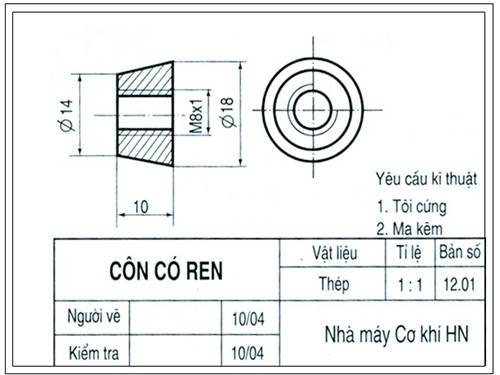 Ø14
M8x1
Ø18
10
Yêu cầu kĩ thuật
1. Tôi cứng
2. Mạ kẽm
CÔN CÓ REN
Vật liệu
Tỉ lệ
Bản số
Thép
1 : 1
12.01
Người vẽ
10/04
Nhà máy Cơ khí HN
Kiểm tra
10/04